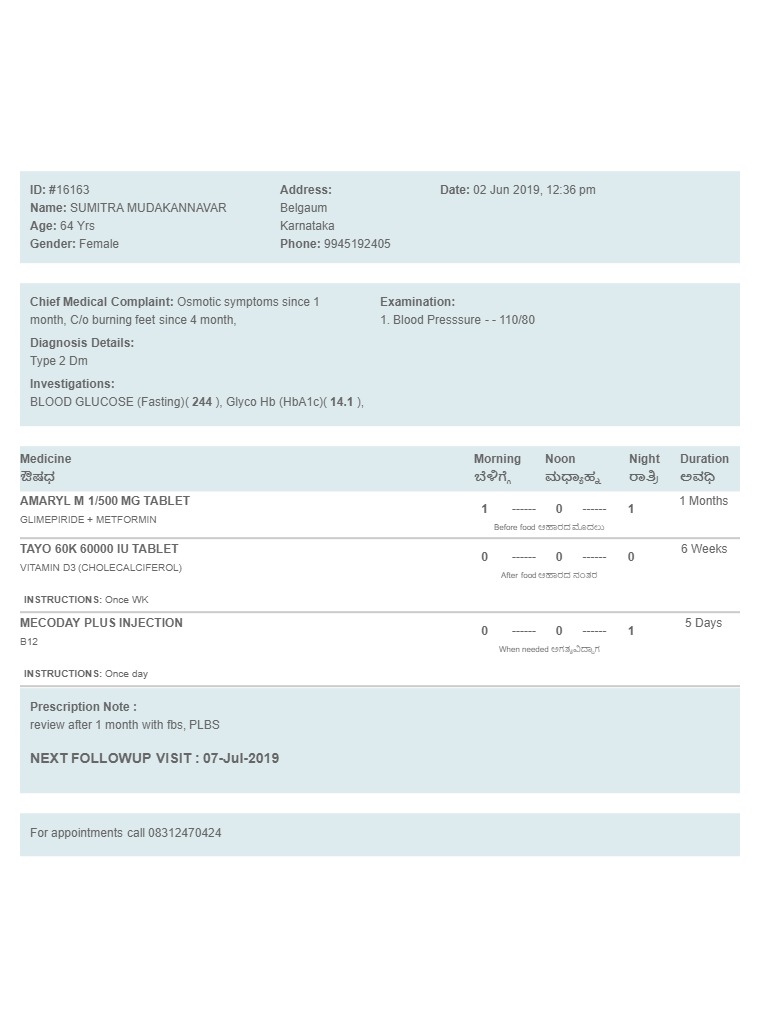 ID: #16163
Name: SUMITRA MUDAKANNAVAR
Age: 64 Yrs
Gender: Female
Address:
Belgaum
Karnataka
Phone: 9945192405
Date: 02 Jun 2019, 12:36 pm
Chief Medical Complaint: Osmotic symptoms since 1
month, C/o burning feet since 4 month,
Diagnosis Details:
Type 2 Dm
Investigations:
BLOOD GLUCOSE (Fasting)( 244 ), Glyco Hb (HbA1c)( 14.1 ),
Examination:
1. Blood Presssure - - 110/80
Medicine Morning Noon Night Duration
ಔಷಧ ಬೆಳಿಗ್ಗೆ ಮಧ್ಯಾಹ್ನ ರಾತ್ರಿ ಅವಧಿ
AMARYL M 1/500 MG TABLET 1 ------ 0 ------ 1 1 Months
GLIMEPIRIDE + METFORMIN
Before food ಆಹಾರದ ಮೊದಲು
TAYO 60K 60000 IU TABLET 0 ------ 0 ------ 0 6 Weeks
VITAMIN D3 (CHOLECALCIFEROL)
After food ಆಹಾರದ ನಂತರ
INSTRUCTIONS: Once WK
MECODAY PLUS INJECTION 0 ------ 0 ------ 1 5 Days
B12
When needed ಅಗತ್ಯವಿದ್ದಾಗ
INSTRUCTIONS: Once day
Prescription Note :
review after 1 month with fbs, PLBS
NEXT FOLLOWUP VISIT : 07-Jul-2019
For appointments call 08312470424